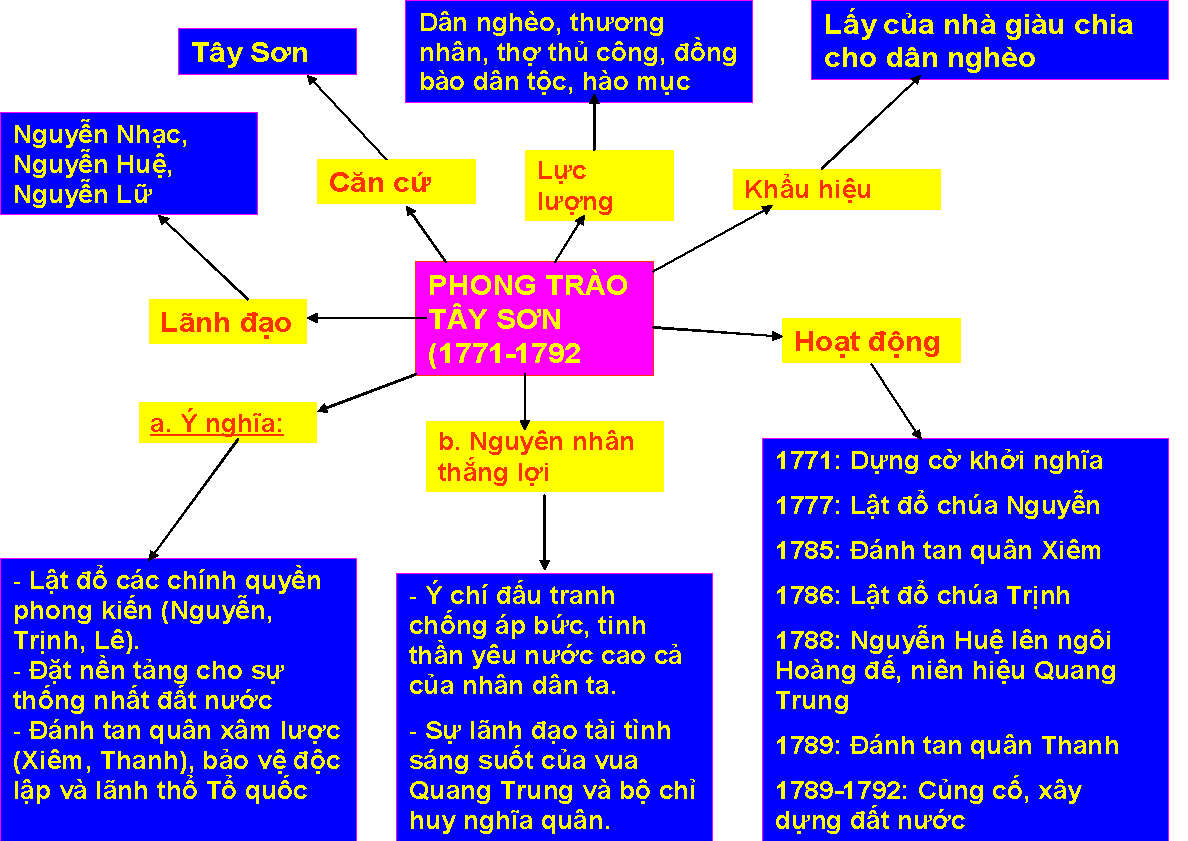 Tây Sơn
Dân nghèo, thương
nhân, thợ thủ công, đồng
bào dân tộc, hào mục
Lấy của nhà giàu chia
cho dân nghèo
Nguyễn Nhạc,
Nguyễn Huệ,
Nguyễn Lữ
Căn cứ
Lực
lượng
Khẩu hiệu
PHONG TRÀO
TÂY SƠN
(1771-1792
Lãnh đạo
Hoạt động
a. Ý nghĩa:
b. Nguyên nhân
thắng lợi
- Lật đổ các chính quyền
phong kiến (Nguyễn,
Trịnh, Lê).
- Đặt nền tảng cho sự
thống nhất đất nước
- Đánh tan quân xâm lược
(Xiêm, Thanh), bảo vệ độc
lập và lãnh thổ Tổ quốc
- Ý chí đấu tranh
chống áp bức, tinh
thần yêu nước cao cả
của nhân dân ta.
- Sự lãnh đạo tài tình
sáng suốt của vua
Quang Trung và bộ chỉ
huy nghĩa quân.
1771: Dựng cờ khởi nghĩa
1777: Lật đổ chúa Nguyễn
1785: Đánh tan quân Xiêm
1786: Lật đổ chúa Trịnh
1788: Nguyễn Huệ lên ngôi
Hoàng đế, niên hiệu Quang
Trung
1789: Đánh tan quân Thanh
1789-1792: Củng cố, xây
dựng đất nước